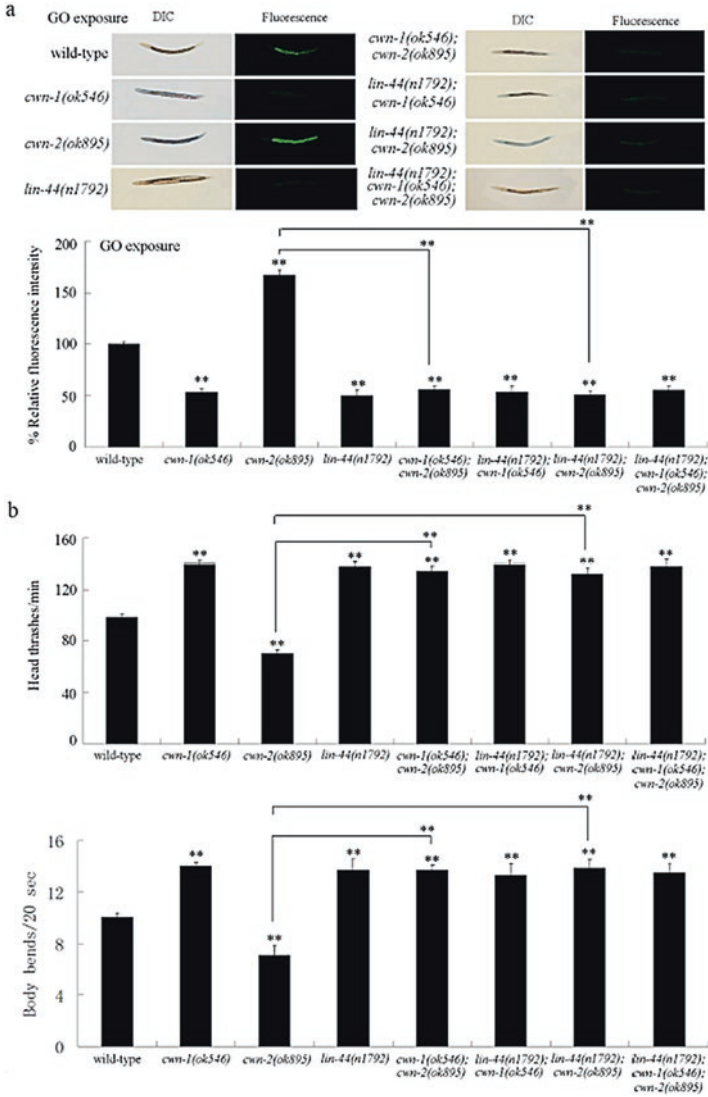 a
GO exposure DIC Fluorescence DIC Fluorescence
wild-type
cwn-1(ok546);
cwn-2(ok895)
cwn-1(ok546)
lin-44(n1792);
cwn-1(ok546)
cwn-2(ok895)
lin-44(n1792);
cwn-2(ok895)
lin-44(n1792)
lin-44(n1792);
cwn-1(ok546);
cwn-2(ok895)
% Relative fluorescence intensity
GO exposure
200
150
100
50
0
** ** ** ** ** ** ** ** **
wild-type cwn-1(ok546) cwn-2(ok895) lin-44(n1792) cwn-1(ok546); lin-44(n1792); lin-44(n1792); lin-44(n1792);
cwn-2(ok895) cwn-1(ok546) cwn-2(ok895) cwn-1(ok546);
cwn-2(ok895)
b
Head thrashes/min
160
120
80
40
0
** ** ** ** ** ** ** ** **
wild-type cwn-1(ok546) cwn-2(ok895) lin-44(n1792) cwn-1(ok546); lin-44(n1792); lin-44(n1792); lin-44(n1792);
cwn-2(ok895) cwn-1(ok546) cwn-2(ok895) cwn-1(ok546);
cwn-2(ok895)
Body bends/20 sec
16
12
8
4
0
** ** ** ** ** ** ** ** **
wild-type cwn-1(ok546) cwn-2(ok895) lin-44(n1792) cwn-1(ok546); lin-44(n1792); lin-44(n1792); lin-44(n1792);
cwn-2(ok895) cwn-1(ok546) cwn-2(ok895) cwn-1(ok546);
cwn-2(ok895)